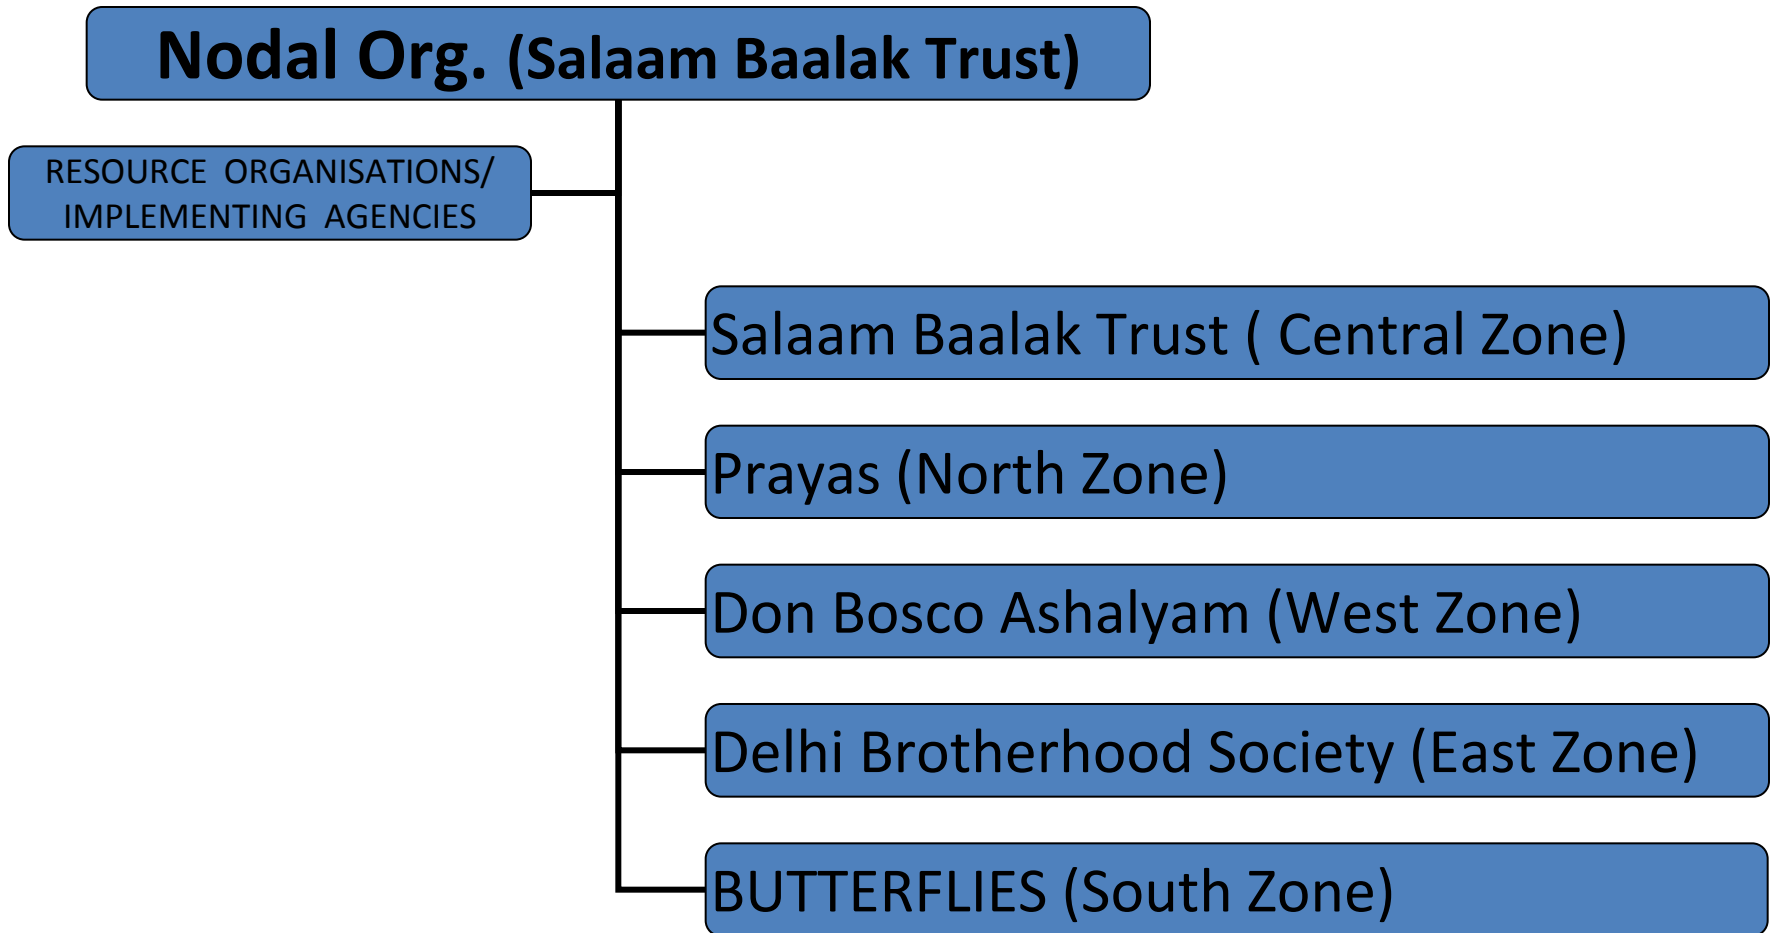 Nodal Org. (Salaam Baalak Trust)
RESOURCE ORGANISATIONS/
IMPLEMENTING AGENCIES
Salaam Baalak Trust ( Central Zone)
Prayas (North Zone)
Don Bosco Ashalyam (West Zone)
Delhi Brotherhood Society (East Zone)
BUTTERFLIES (South Zone)